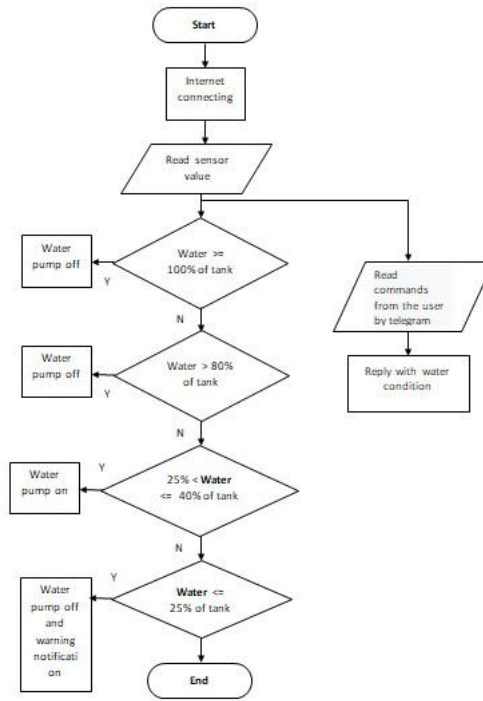 Start
Internet
connecting
Read sensor
value
Water >=
100% of tank
Water
pump off
Y
N
Read
commands
from the user
by telegram
Water > 80%
of tank
Water
pump off
Y
N
Reply with water
condition
25% < Water
<= 40% of tank
Y
Water
pump on
N
Water <=
25% of tank
Y
Water
pump off
and
warning
notificati
on
End